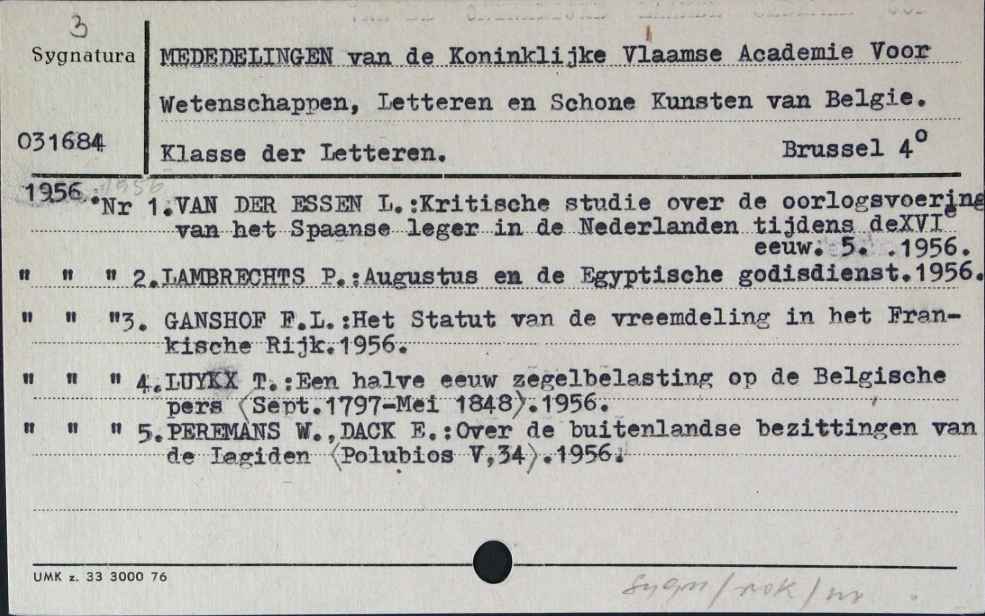 3
Sygnatura
MEDEDELINGEN van de Koninklijke Vlaamse Academie Voor
Wetenschappen, Letteren en Schone Kunsten van Belgie.
031684
Klasse der Letteren. Brussel 4°
1956. Nr 1.VAN DER ESSEN L.:Kritische studie over de oorlogsvoering
van het Spaanse leger in de Nederlanden tijdens deXVIe
eeuw. 5. .1956.
" " " 2.LAMBRECHTS P.:Augustus en de Egyptische godisdienst.1956.
" " "3. GANSHOF F.L.:Het Statut van de vreemdeling in het Fran-
kische Rijk.1956.
" " " 4.LUYKX T.:Een halve eeuw zegelbelasting op de Belgische
pers (Sept.1797-Mei 1848).1956.
" " " 5.PEREMANS W.,DACK E.:Over de buitenlandse bezittingen van
de Lagiden (Polubios V,34).1956.
UMK z. 33 3000 76
sygn/rok/nr